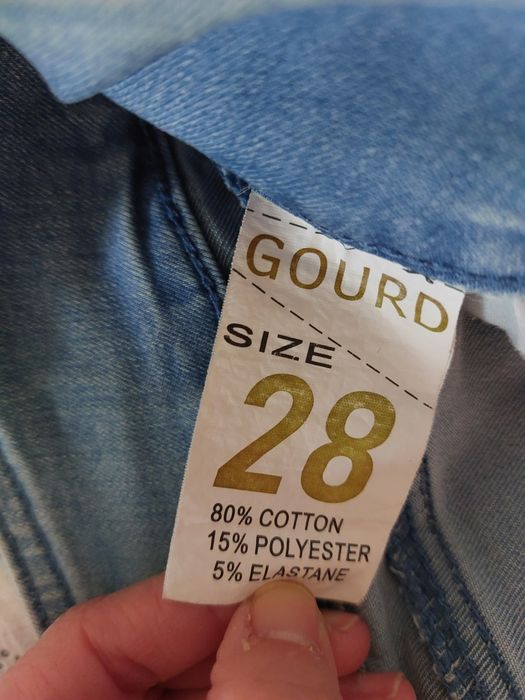 GOURD
SIZE
28
80% COTTON
15% POLYESTER
5% ELASTANE